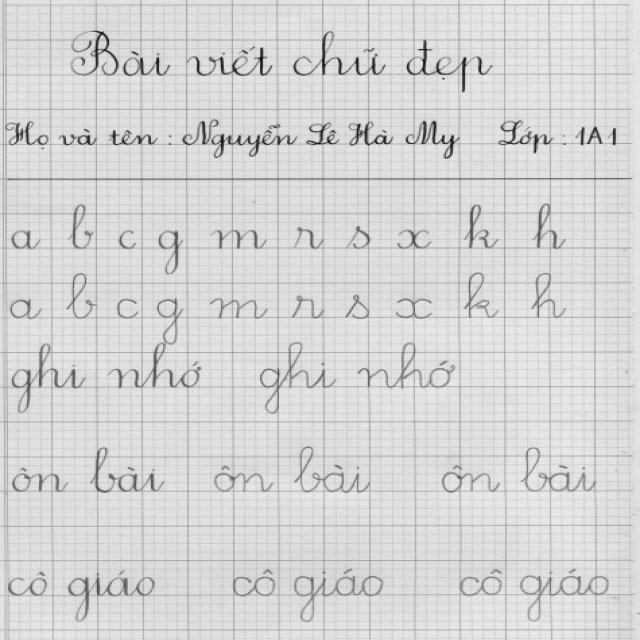 Bài viết chữ đẹp
Họ và tên : Nguyễn Lê Hà My Lớp : 1A1
a b c g m r s x k h
a b c g m r s x k h
ghi nhớ ghi nhớ
ôn bài ôn bài ôn bài
cô giáo cô giáo cô giáo